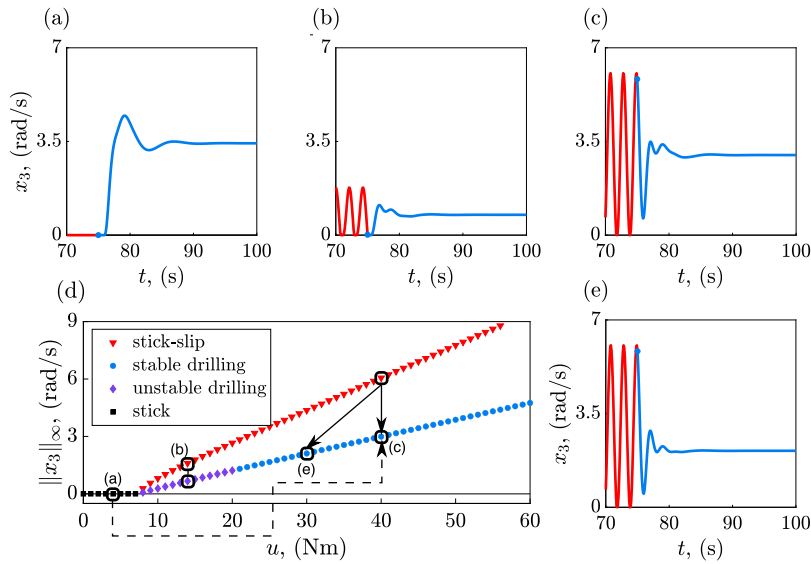 (a)
7
3.5
0
x₃, (rad/s)
70 80 90 100
t, (s)
(b)
7
3.5
0
70 80 90 100
t, (s)
(c)
7
3.5
0
70 80 90 100
t, (s)
(d)
9
6
3
0
||x₃||∞, (rad/s)
stick-slip
stable drilling
unstable drilling
stick
(a)
(b)
(e)
(c)
0 10 20 30 40 50 60
u, (Nm)
(e)
7
3.5
0
x₃, (rad/s)
70 80 90 100
t, (s)